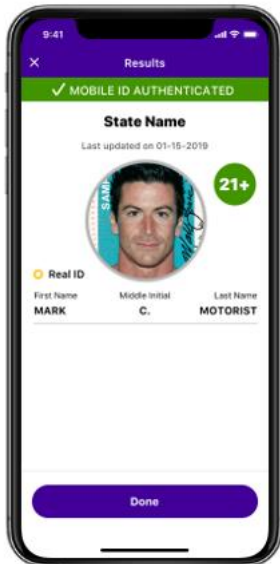 9:41
Results
MOBILE ID AUTHENTICATED
State Name
Last updated on 01-15-2019
SAMP
21+
Real ID
First Name Middle Initial Last Name
MARK C. MOTORIST
Done